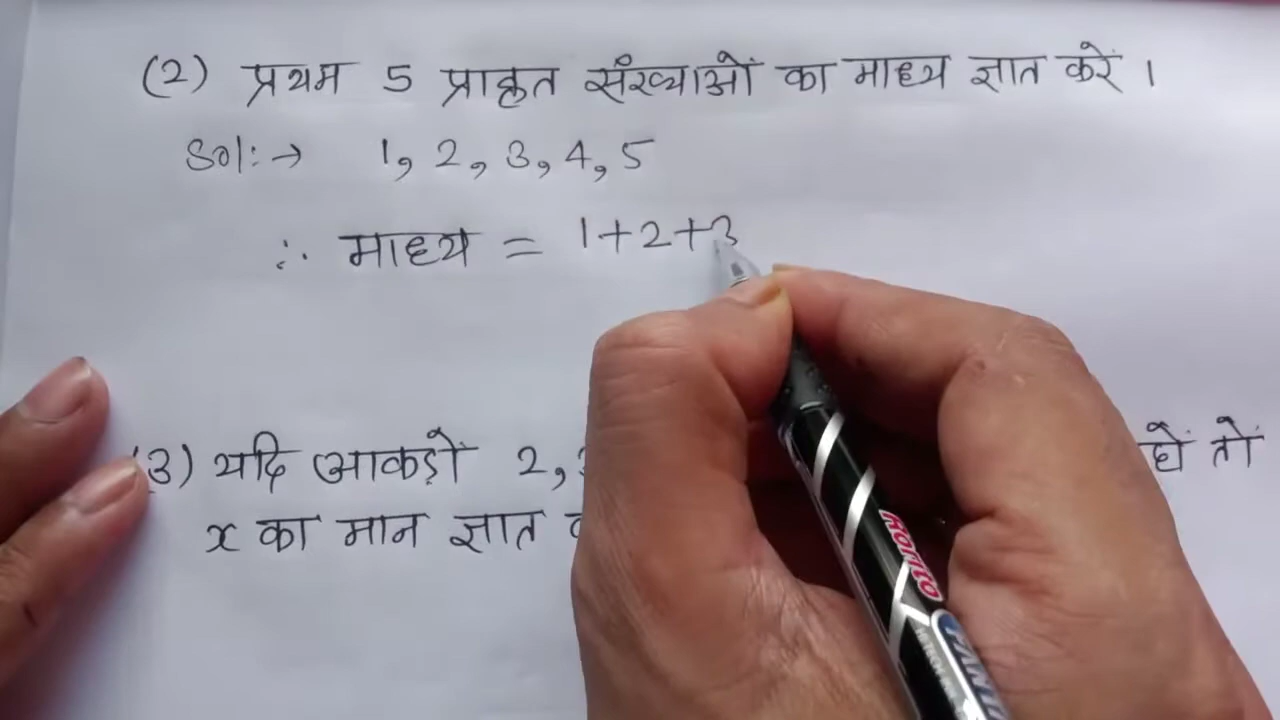 (2) प्रथम 5 प्राकृत संख्याओं का माध्य ज्ञात करें ।
Sol:→ 1, 2, 3, 4, 5
∴ माध्य = 1+2+3
(3) यदि आकड़ों 2, तो
x का मान ज्ञात